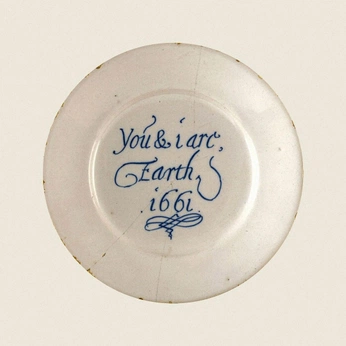 You & i are,
Earth,
1661